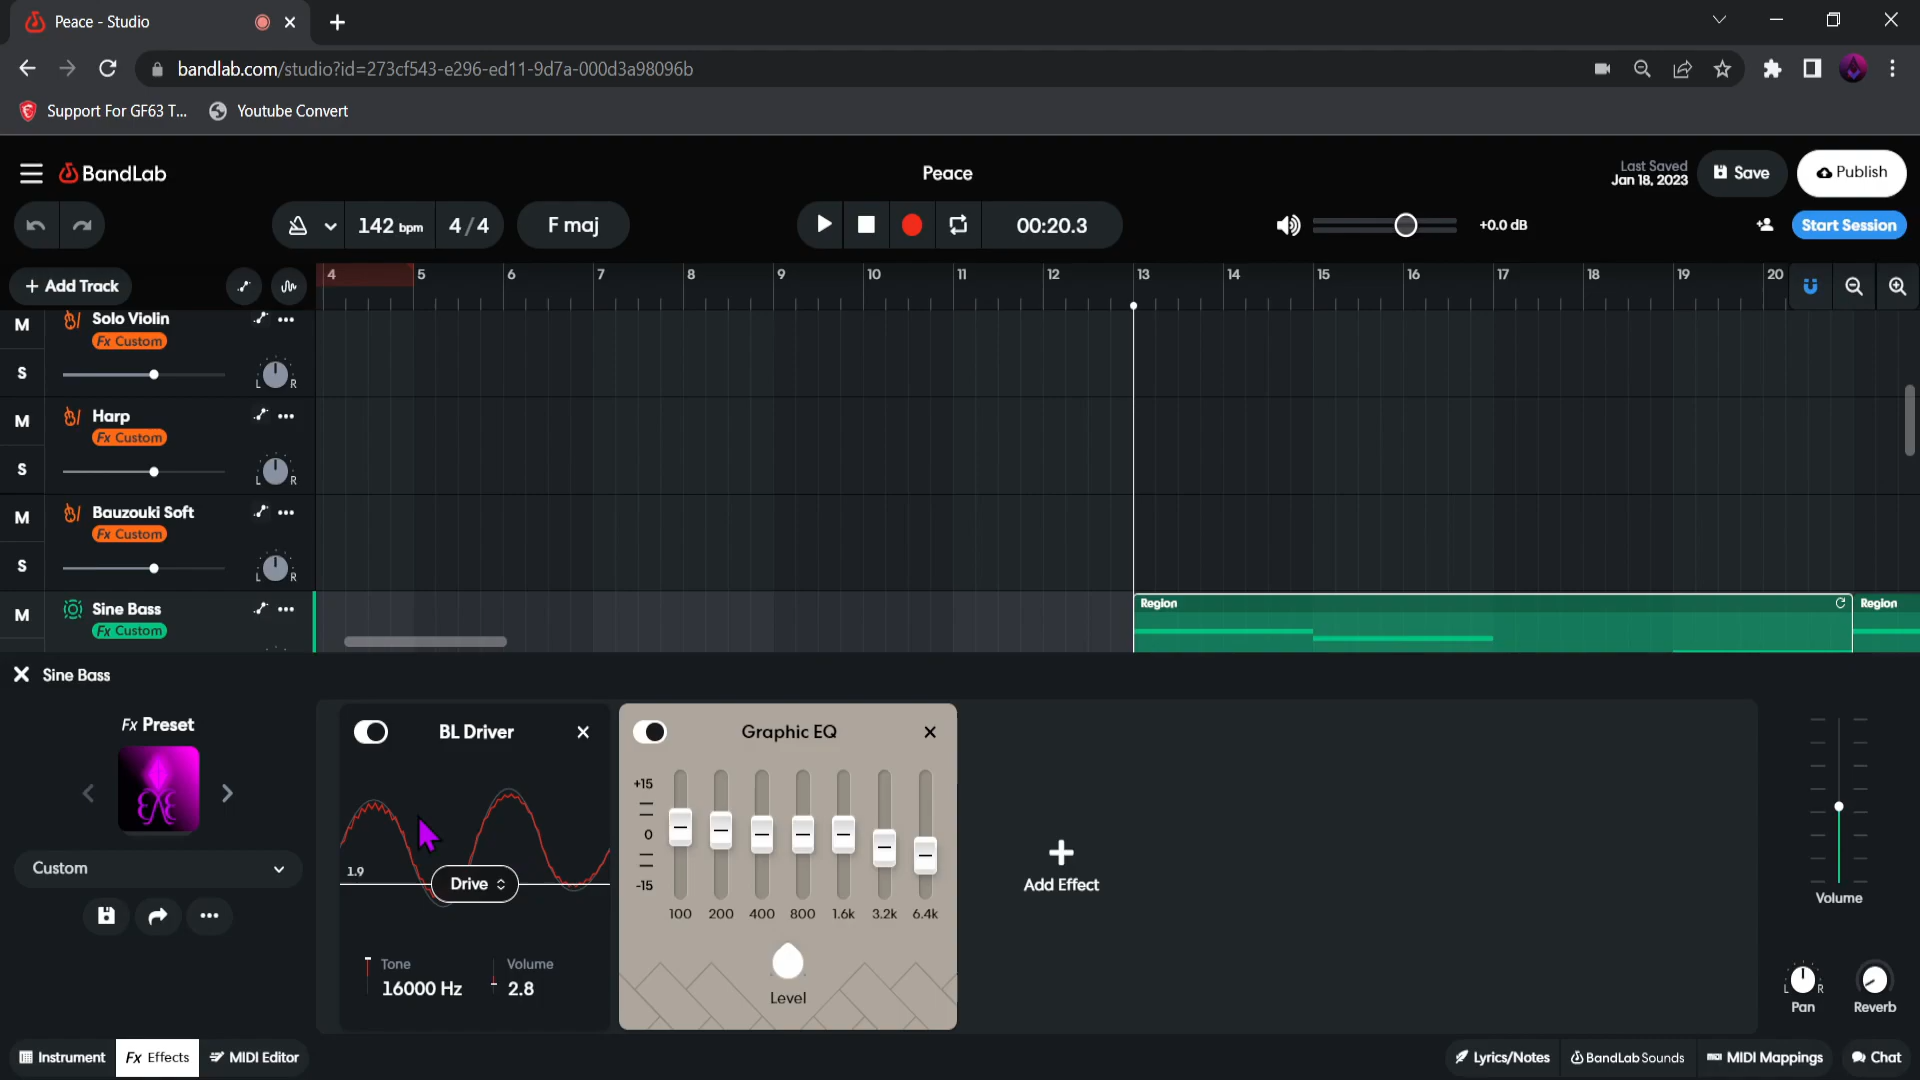 Peace - Studio
bandlab.com/studio?id=273cf543-e296-ed11-9d7a-000d3a98096b
Support For GF63 T...
Youtube Convert
BandLab
Peace
Last Saved
Jan 18, 2023
Save
Publish
142 bpm
4/4
F maj
00:20.3
+0.0 dB
Start Session
+ Add Track
4 5 6 7 8 9 10 11 12 13 14 15 16 17 18 19 20
M
Solo Violin
Fx Custom
S
L R
M
Harp
Fx Custom
S
L R
M
Bauzouki Soft
Fx Custom
S
L R
M
Sine Bass
Fx Custom
Region
Region
Sine Bass
Fx Preset
Custom
BL Driver
1.9
Drive
Tone
16000 Hz
Volume
2.8
Graphic EQ
+15
0
-15
100 200 400 800 1.6k 3.2k 6.4k
Level
Add Effect
Volume
L R
Pan
Reverb
Instrument
Fx Effects
MIDI Editor
Lyrics/Notes
BandLab Sounds
MIDI Mappings
Chat